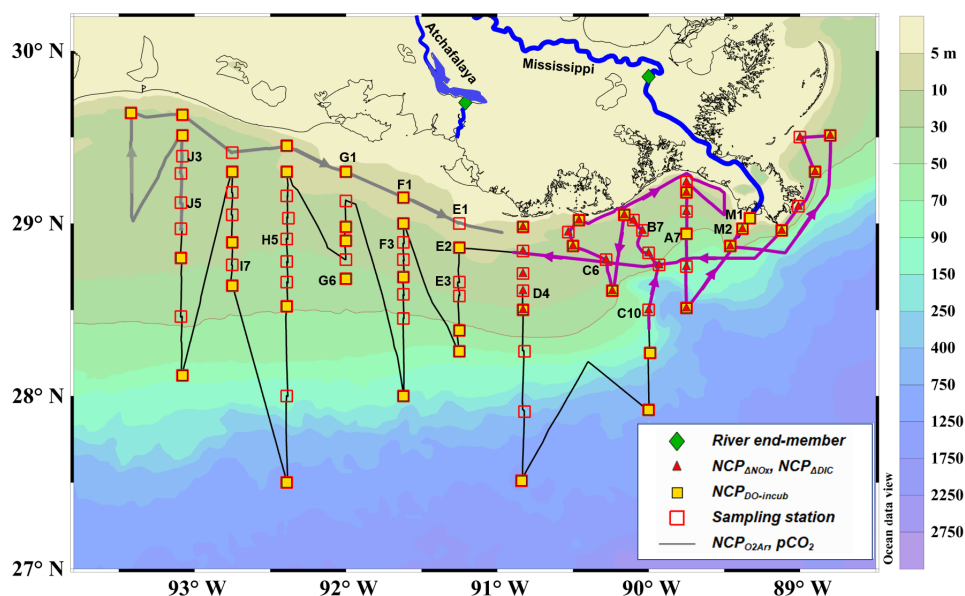 30° N
29° N
28° N
27° N
93° W
92° W
91° W
90° W
89° W
Atchafalaya
Mississippi
J3
J5
I7
H5
G1
G6
F1
F3
E1
E2
E3
D4
C6
C10
B7
A7
M1
M2
River end-member
NCPΔNOx, NCPΔDIC
NCPDO-incub
Sampling station
NCPO2Ar, pCO2
5 m
10
30
50
70
90
125
250
400
750
1250
1750
2250
2750
Ocean data view